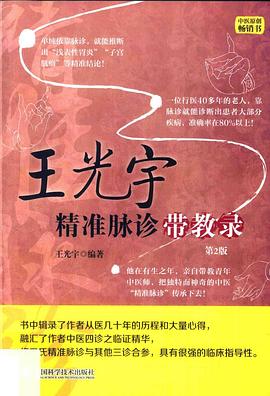 中医原创
畅销书
单纯依靠脉诊,就能推断
出“浅表性胃炎”“子宫
肌瘤”等精准结论!
一位行医40多年的老人,靠
脉诊就能诊断出患者大部分
疾病,准确率在80%以上!
王光宇
精准脉诊带教录
第2版
王光宇 编著
他在有生之年,亲自带教青年
中医师,把独特而神奇的中医
“精准脉诊”传承下去!
书中辑录了作者从医几十年的历程和大量心得,
融汇了作者中医四诊之临证精华,
王氏精准脉诊与其他三诊合参,具有很强的临床指导性。
国科学技术出版社